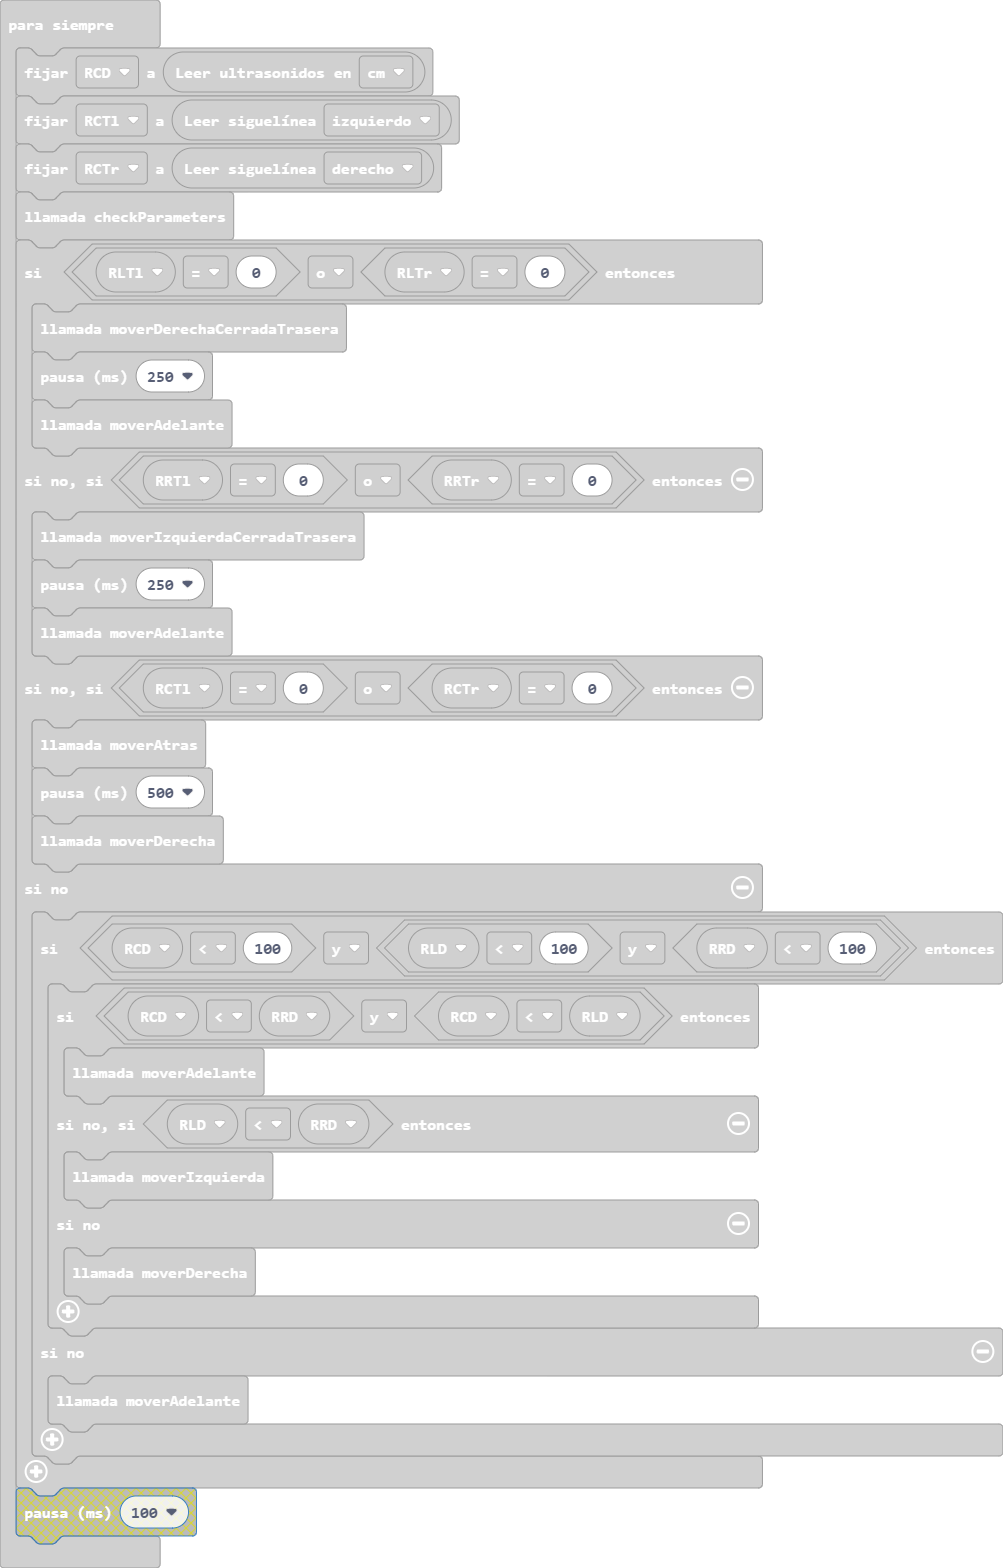 para siempre
fijar RCD a Leer ultrasonidos en cm
fijar RCTl a Leer siguelínea izquierdo
fijar RCTr a Leer siguelínea derecho
llamada checkParameters
si RLTl = 0 o RLTr = 0 entonces
llamada moverDerechaCerradaTrasera
pausa (ms) 250
llamada moverAdelante
si no, si RRTl = 0 o RRTr = 0 entonces
llamada moverIzquierdaCerradaTrasera
pausa (ms) 250
llamada moverAdelante
si no, si RCTl = 0 o RCTr = 0 entonces
llamada moverAtras
pausa (ms) 500
llamada moverDerecha
si no
si RCD < 100 y RLD < 100 y RRD < 100 entonces
si RCD < RRD y RCD < RLD entonces
llamada moverAdelante
si no, si RLD < RRD entonces
llamada moverIzquierda
si no
llamada moverDerecha
si no
llamada moverAdelante
pausa (ms) 100